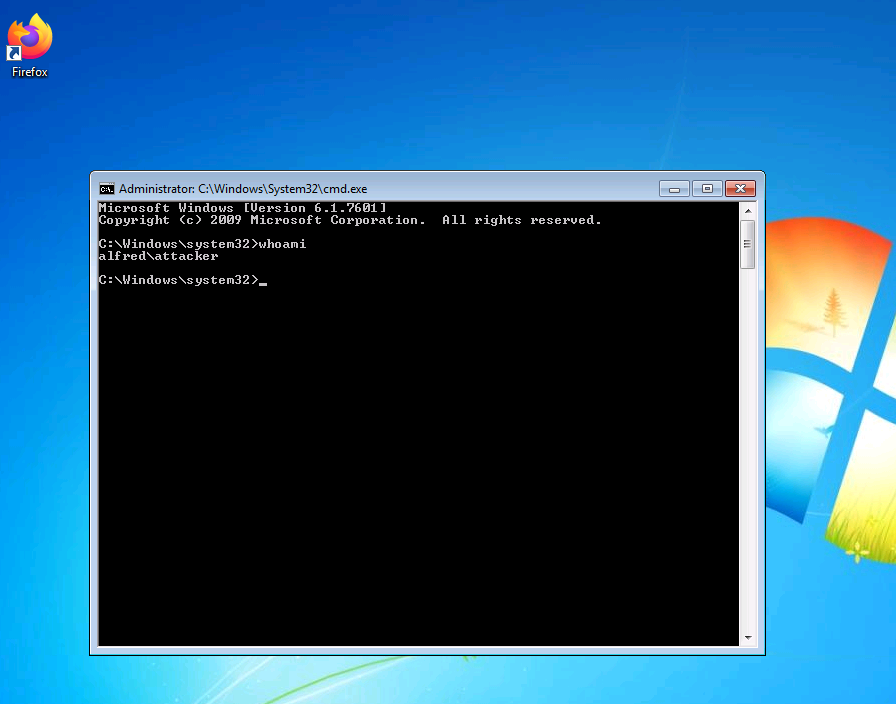 Firefox
Administrator: C:\Windows\System32\cmd.exe
Microsoft Windows [Version 6.1.7601]
Copyright (c) 2009 Microsoft Corporation.  All rights reserved.
C:\Windows\system32>whoami
alfred\attacker
C:\Windows\system32>